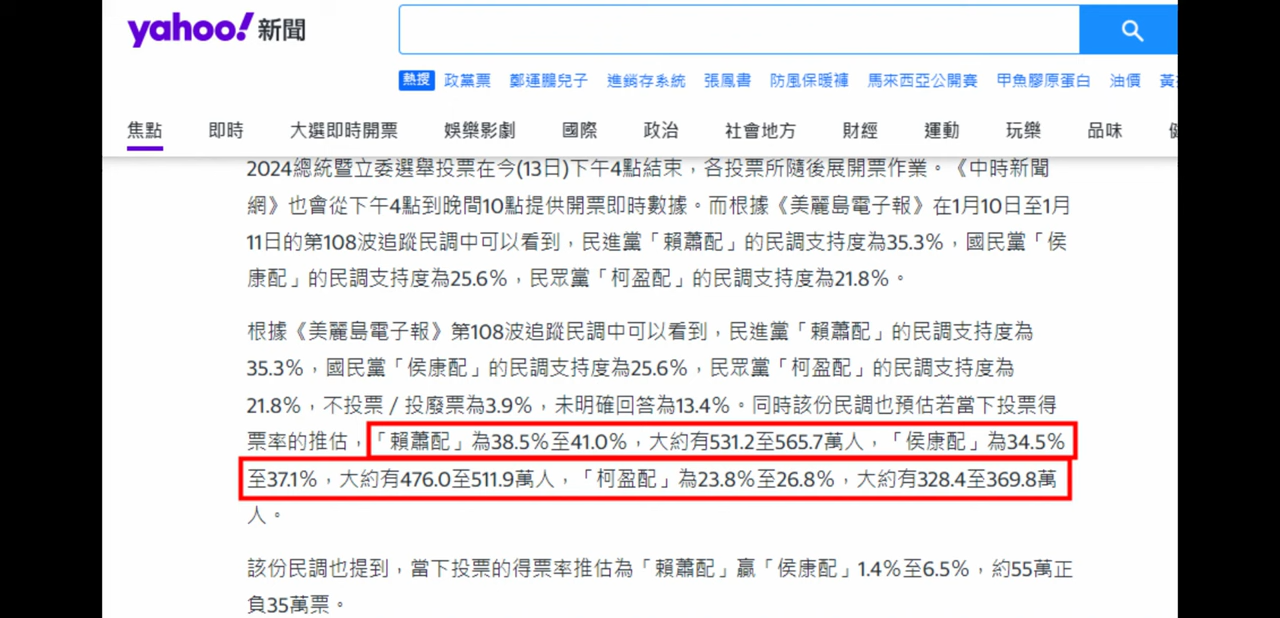 yahoo!新聞
熱搜 政黨票 鄭運鵬兒子 進銷存系統 張鳳書 防風保暖褲 馬來西亞公開賽 甲魚膠原蛋白 油價
焦點 即時 大選即時開票 娛樂影劇 國際 政治 社會地方 財經 運動 玩樂 品味
2024總統暨立委選舉投票在今(13日)下午4點結束，各投票所隨後展開票作業。《中時新聞
網》也會從下午4點到晚間10點提供開票即時數據。而根據《美麗島電子報》在1月10日至1月
11日的第108波追蹤民調中可以看到，民進黨「賴蕭配」的民調支持度為35.3%，國民黨「侯
康配」的民調支持度為25.6%，民眾黨「柯盈配」的民調支持度為21.8%。
根據《美麗島電子報》第108波追蹤民調中可以看到，民進黨「賴蕭配」的民調支持度為
35.3%，國民黨「侯康配」的民調支持度為25.6%，民眾黨「柯盈配」的民調支持度為
21.8%，不投票／投廢票為3.9%，未明確回答為13.4%。同時該份民調也預估若當下投票得
票率的推估，「賴蕭配」為38.5%至41.0%，大約有531.2至565.7萬人，「侯康配」為34.5%
至37.1%，大約有476.0至511.9萬人，「柯盈配」為23.8%至26.8%，大約有328.4至369.8萬
人。
該份民調也提到，當下投票的得票率推估為「賴蕭配」贏「侯康配」1.4%至6.5%，約55萬正
負35萬票。